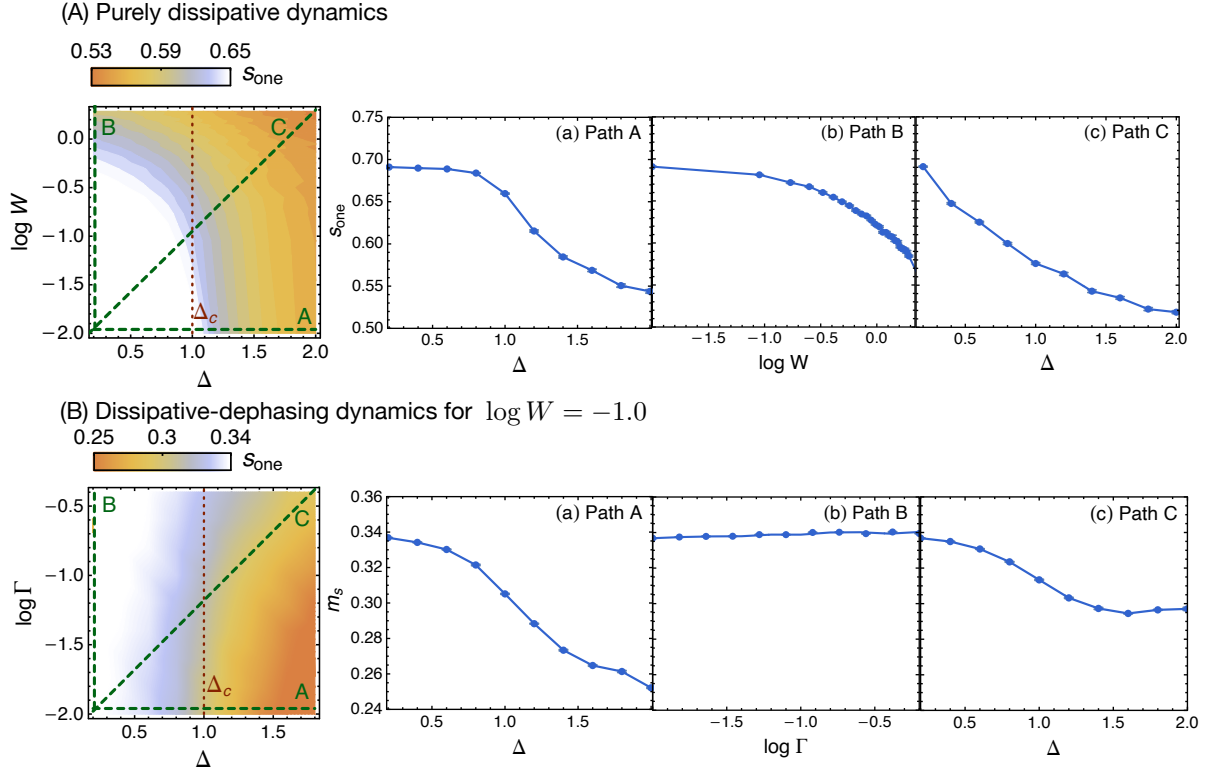 (A) Purely dissipative dynamics
0.53 0.59 0.65
sone
B C
A
Δc
0.0
−0.5
−1.0
−1.5
−2.0
log W
0.5 1.0 1.5 2.0
Δ
(a) Path A
(b) Path B
(c) Path C
0.75
0.70
0.65
0.60
0.55
0.50
sone
0.5 1.0 1.5
Δ
−1.5 −1.0 −0.5 0.0
log W
0.5 1.0 1.5 2.0
Δ
(B) Dissipative-dephasing dynamics for log W = −1.0
0.25 0.3 0.34
sone
B
C
A
Δc
−0.5
−1.0
−1.5
−2.0
log Γ
0.5 1.0 1.5
Δ
(a) Path A
(b) Path B
(c) Path C
0.36
0.34
0.32
0.30
0.28
0.26
0.24
ms
0.5 1.0 1.5
Δ
−1.5 −1.0 −0.5
log Γ
0.5 1.0 1.5 2.0
Δ